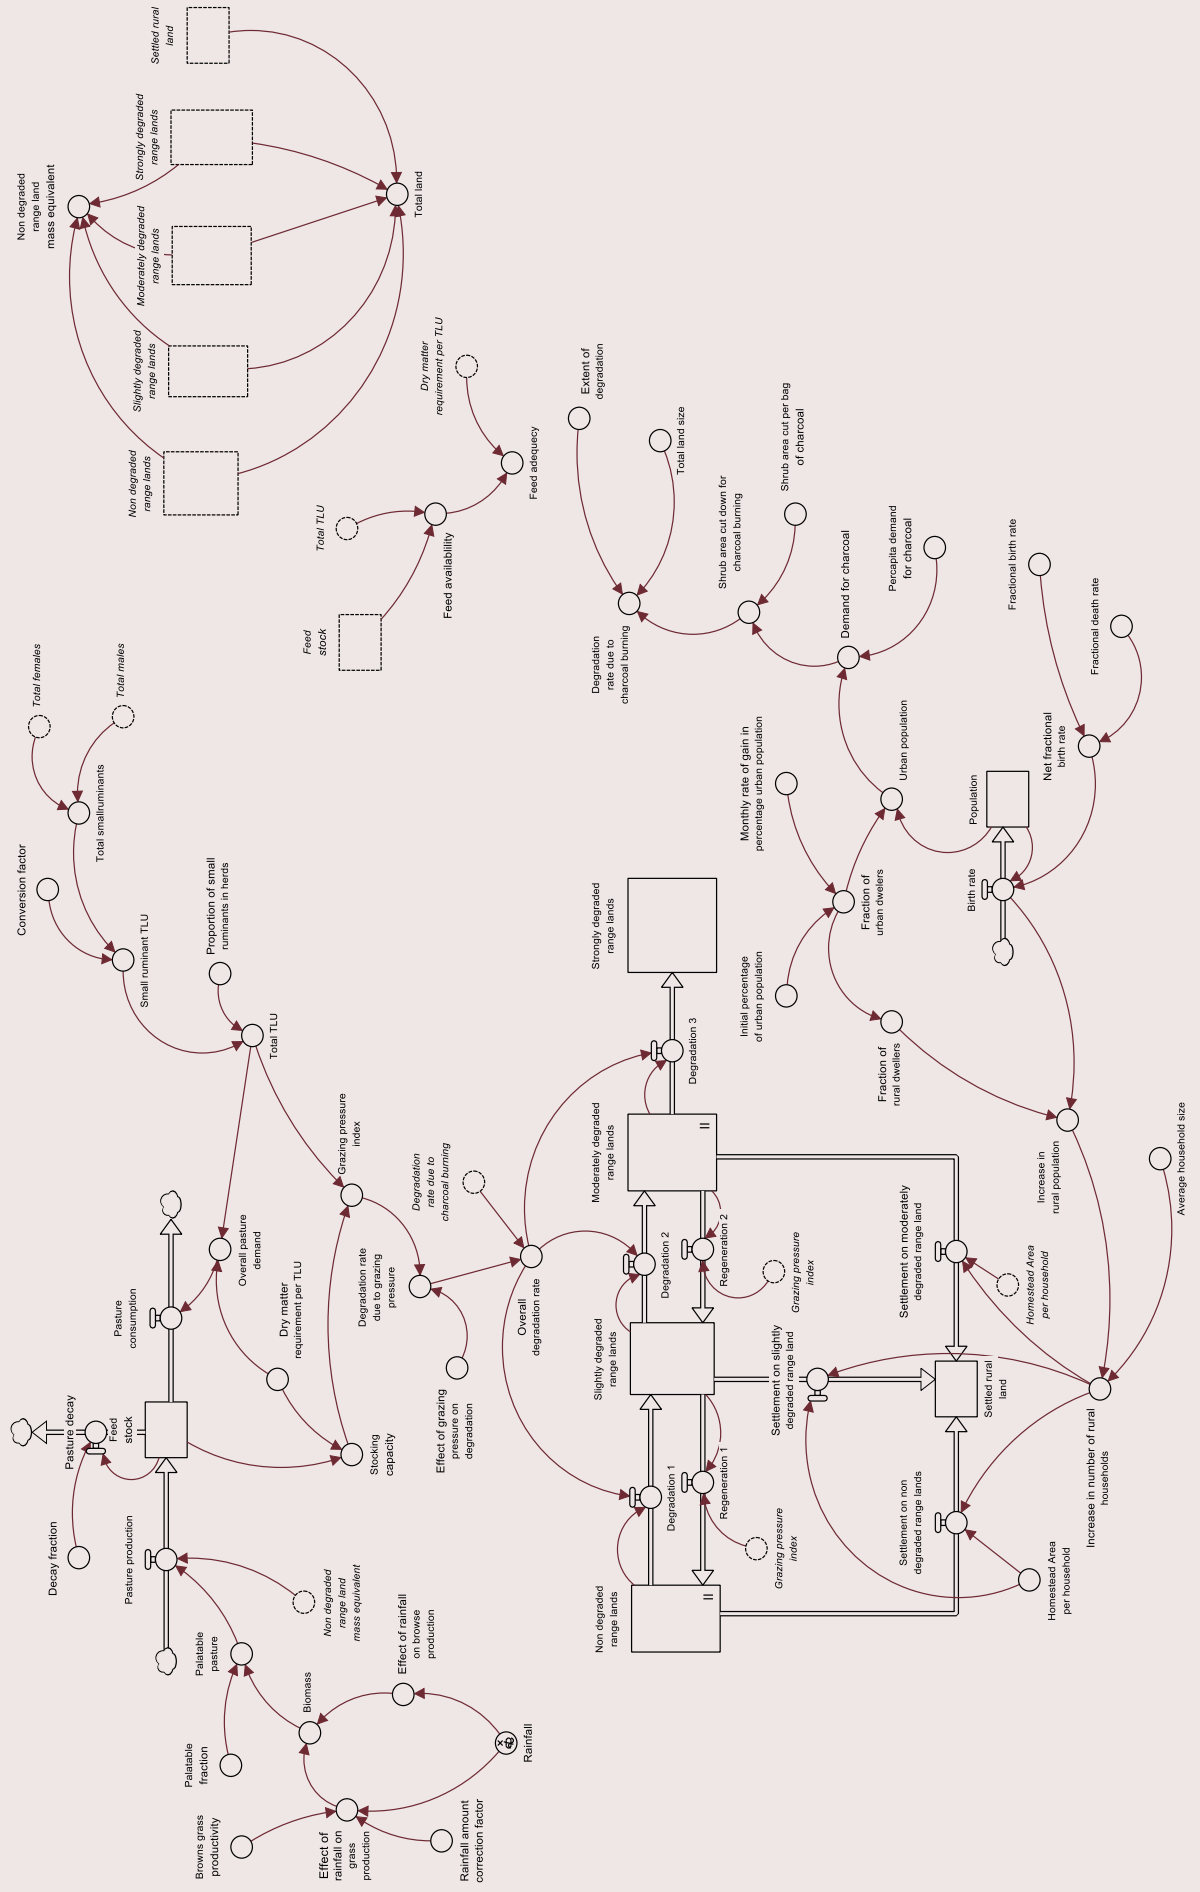 Conversion factor
Total females
Non degraded
range land
mass equivalent
Decay fraction
Pasture decay
Total smallruminants
Total males
Feed
stock
Pasture production
Pasture
consumption
Small ruminant TLU
Non degraded
range lands
Slightly degraded
range lands
Moderately degraded
range lands
Strongly degraded
range lands
Settled rural
land
Palatable
fraction
Browns grass
productivity
Palatable
pasture
Proportion of small
ruminants in herds
Overall pasture
demand
Total TLU
Dry matter
requirement per TLU
Biomass
Feed
stock
Total TLU
Effect of
rainfall on
grass
production
Non degraded
range land
mass equivalent
Grazing pressure
index
Stocking
capacity
Degradation rate
due to grazing
pressure
Effect of rainfall
on browse
production
Degradation
rate due to
charcoal burning
Total land
Dry matter
requirement per TLU
Feed availablility
Effect of grazing
pressure on
degradation
Rainfall amount
correction factor
Rainfall
Overall
degradation rate
Feed adequecy
Extent of
degradation
Non degraded
range lands
Slightly degraded
range lands
Moderately degraded
range lands
Strongly degraded
range lands
Degradation
rate due to
charcoal burning
Degradation 1
Degradation 2
Degradation 3
Total land size
Regeneration 1
Regeneration 2
Shrub area cut down for
charcoal burning
Initial percentage
of urban population
Monthly rate of gain in
percentage urban population
Shrub area cut per bag
of charcoal
Grazing pressure
index
Grazing pressure
index
Settlement on slightly
degraded range land
Demand for charcoal
Fraction of
urban dwelers
Fraction of
rural dwellers
Urban population
Percapita demand
for charcoal
Settlement on non
degraded range lands
Settlement on moderately
degraded range land
Settled rural
land
Birth rate
Population
Fractional birth rate
Homestead Area
per household
Homestead Area
per household
Increase in
rural population
Net fractional
birth rate
Fractional death rate
Increase in number of rural
households
Average household size